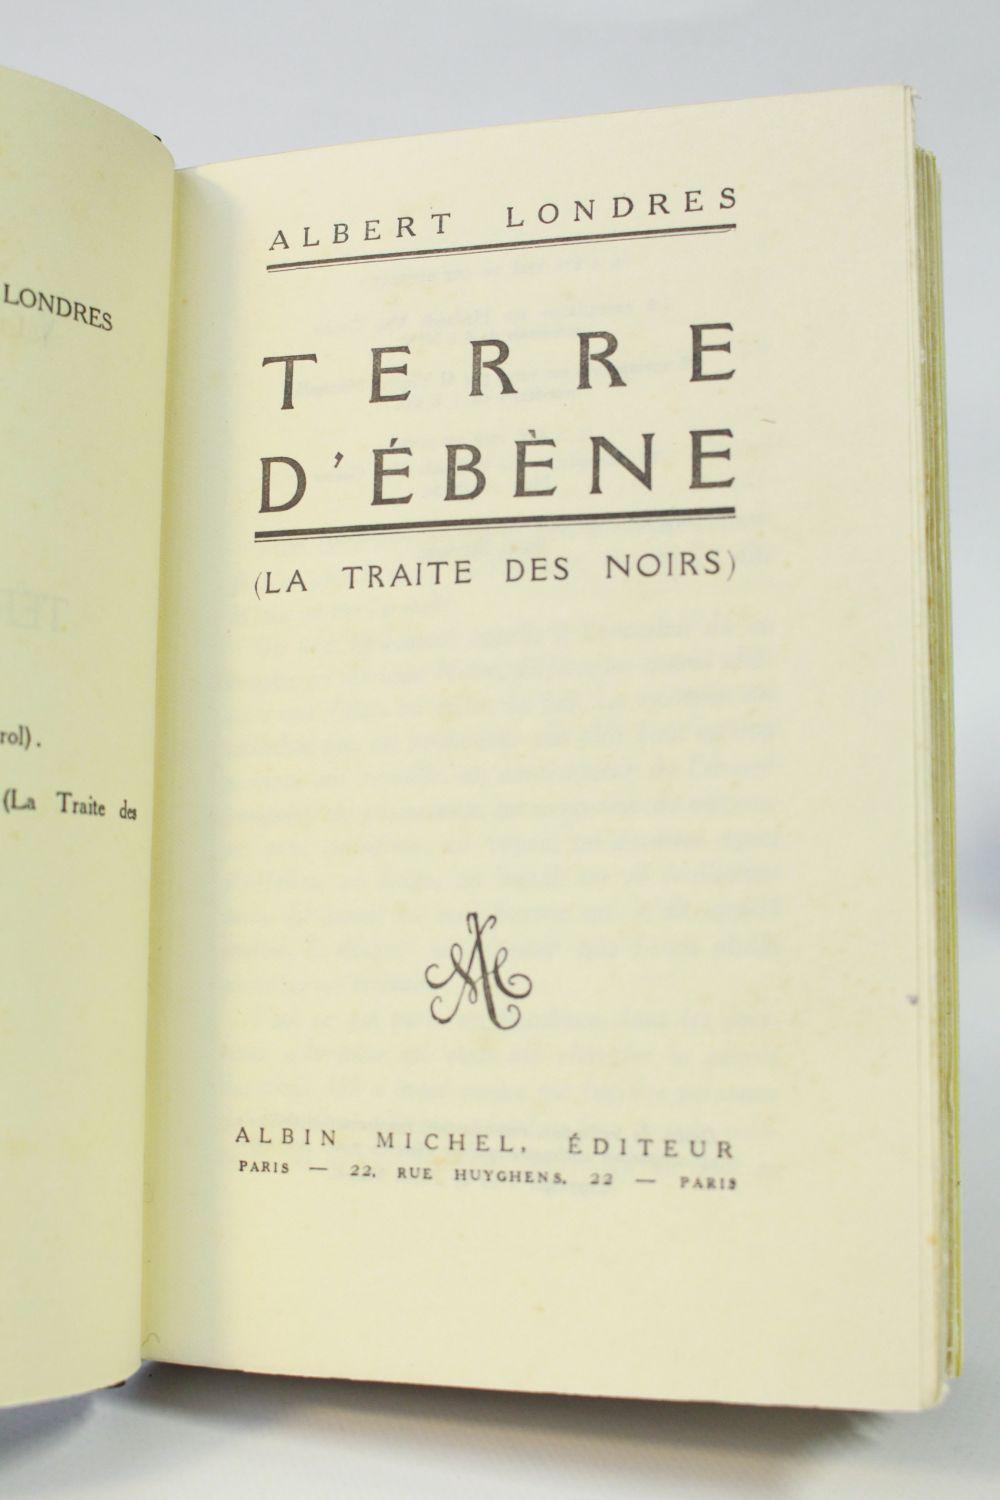 LONDRES
rol).
(La Traite des
ALBERT LONDRES
TERRE
D'ÉBÈNE
(LA TRAITE DES NOIRS)
AM
ALBIN MICHEL, ÉDITEUR
PARIS — 22, RUE HUYGHENS, 22 — PARIS